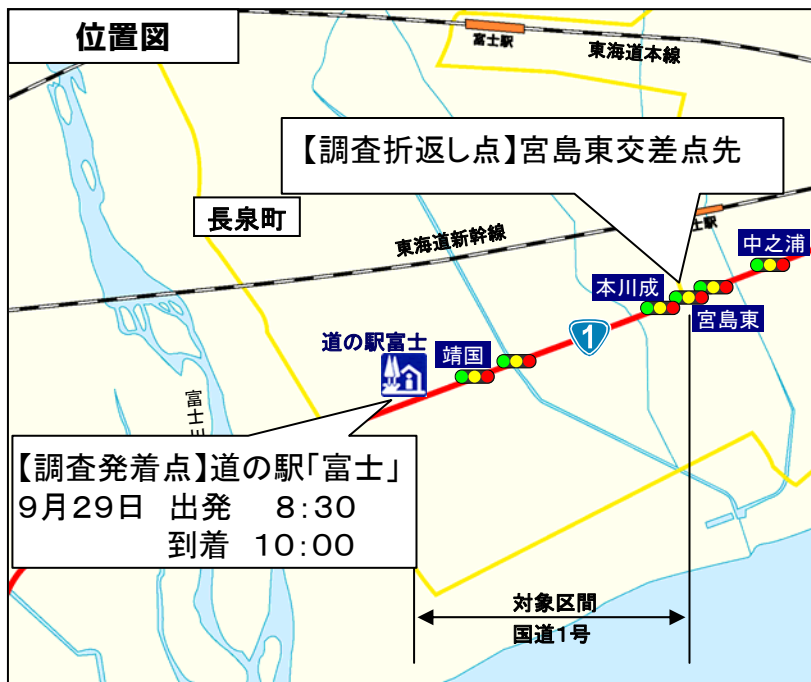 位置図
富士駅
東海道本線
【調査折返し点】宮島東交差点先
長泉町
東海道新幹線
士駅
中之浦
本川成
宮島東
1
道の駅富士
靖国
富士
【調査発着点】道の駅「富士」
9月29日 出発 8:30
到着 10:00
対象区間
国道1号